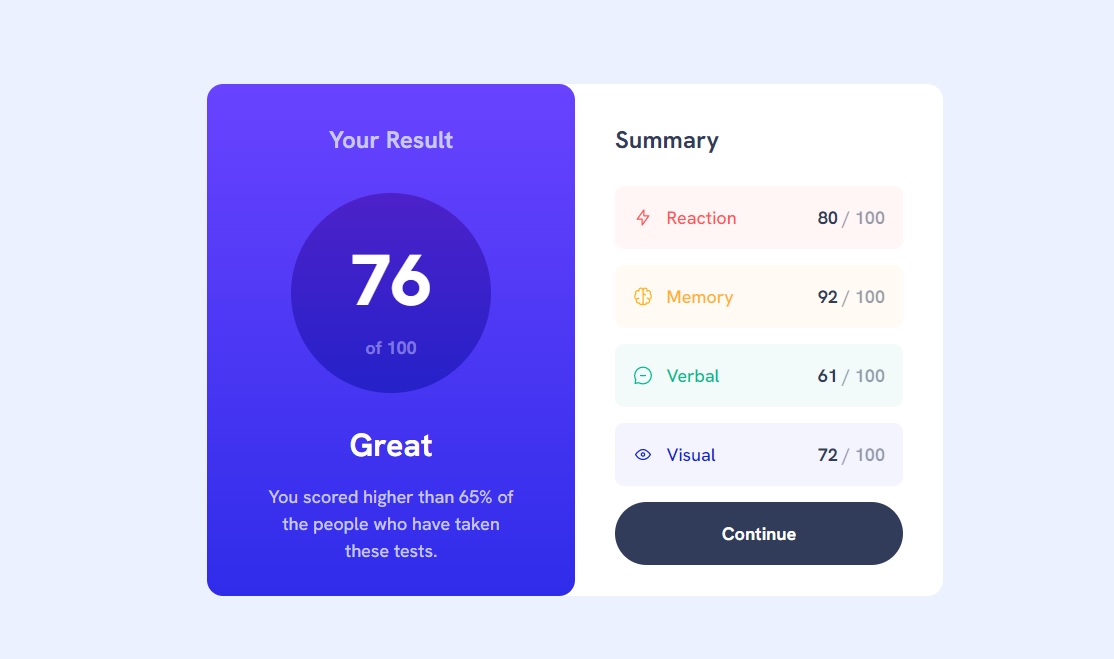 Your Result
76
of 100
Great
You scored higher than 65% of
the people who have taken
these tests.
Summary
Reaction 80 / 100
Memory 92 / 100
Verbal 61 / 100
Visual 72 / 100
Continue